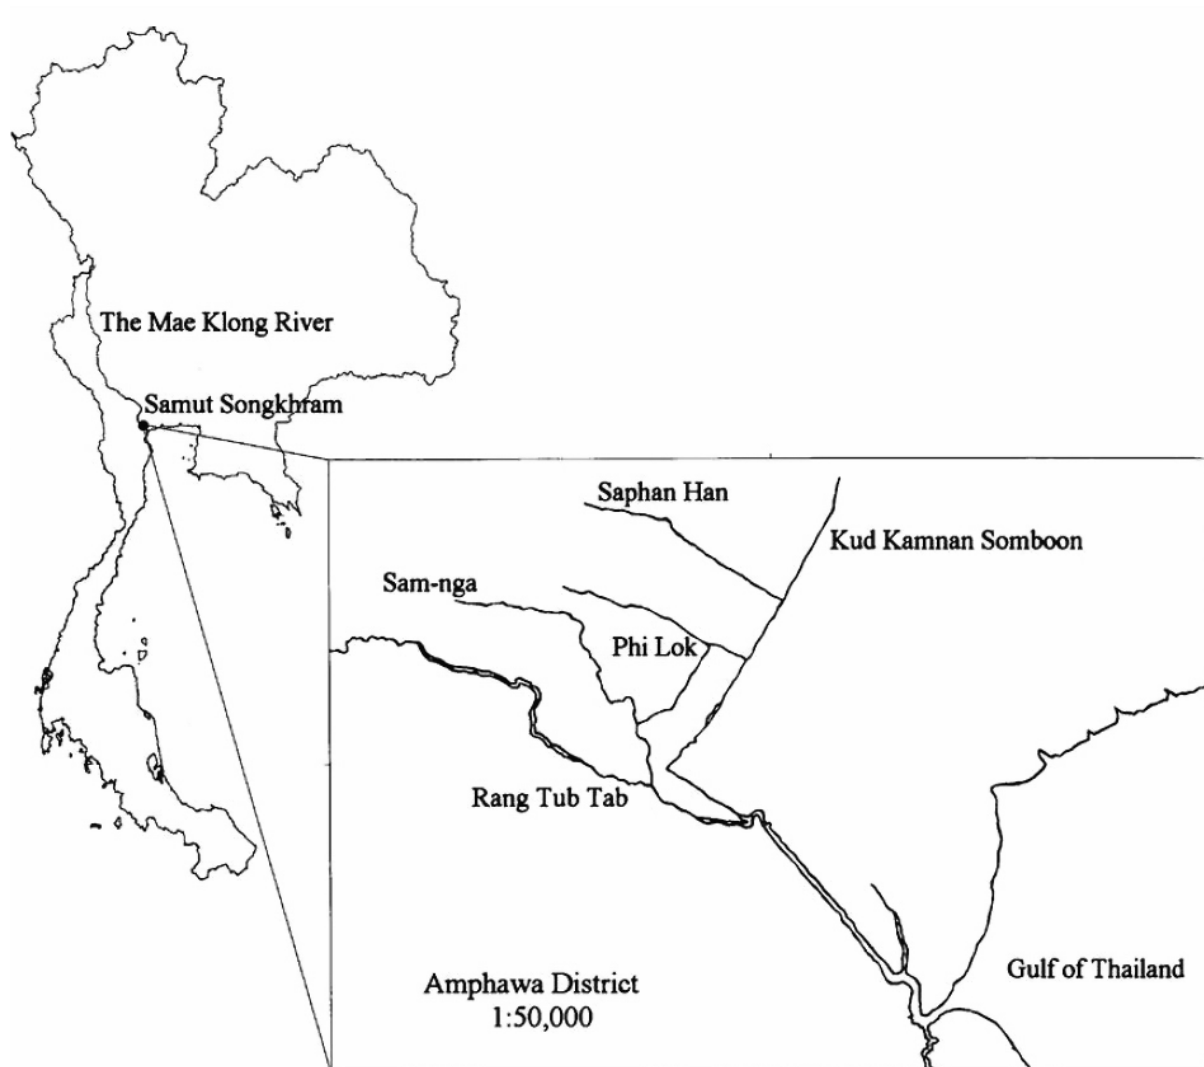 The Mae Klong River
Samut Songkhram
Saphan Han
Kud Kamnan Somboon
Sam-nga
Phi Lok
Rang Tub Tab
Gulf of Thailand
Amphawa District
1:50,000